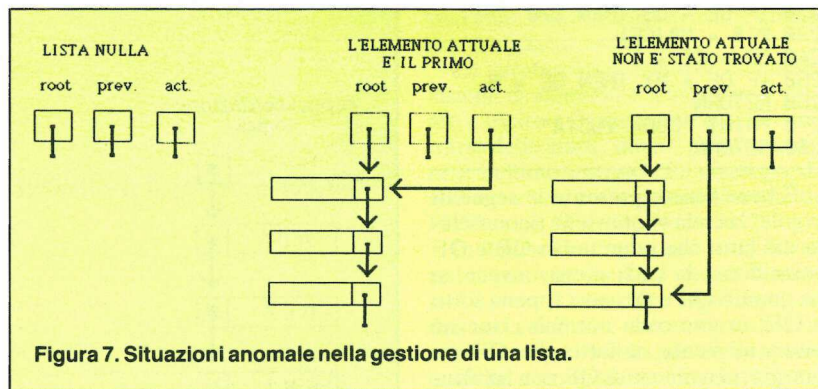 LISTA NULLA
root prev. act.
L'ELEMENTO ATTUALE
E' IL PRIMO
root prev. act.
L'ELEMENTO ATTUALE
NON E' STATO TROVATO
root prev. act.
Figura 7. Situazioni anomale nella gestione di una lista.